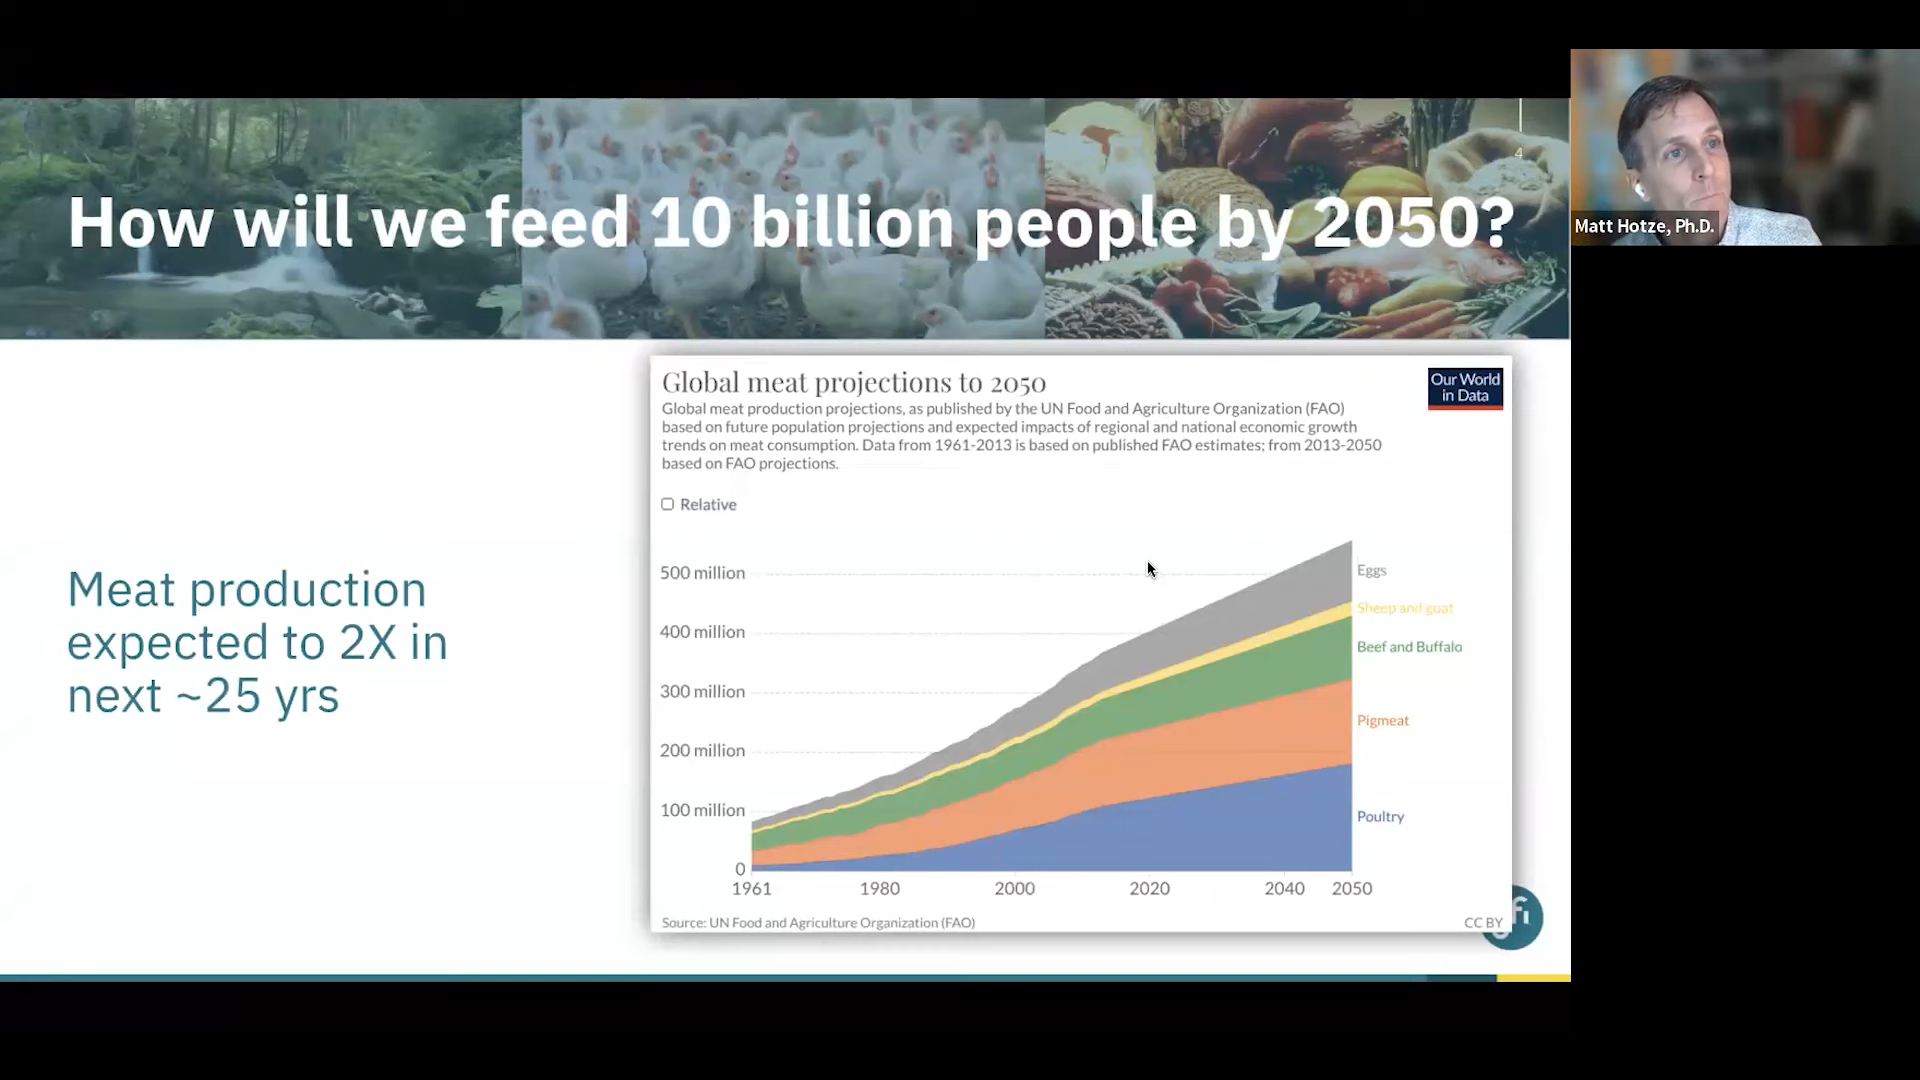 4
How will we feed 10 billion people by 2050?
Matt Hotze, Ph.D.
Meat production
expected to 2X in
next ~25 yrs
Global meat projections to 2050
Our World
in Data
Global meat production projections, as published by the UN Food and Agriculture Organization (FAO)
based on future population projections and expected impacts of regional and national economic growth
trends on meat consumption. Data from 1961-2013 is based on published FAO estimates; from 2013-2050
based on FAO projections.
Relative
500 million
400 million
300 million
200 million
100 million
0
1961
1980
2000
2020
2040
2050
Eggs
Sheep and goat
Beef and Buffalo
Pigmeat
Poultry
Source: UN Food and Agriculture Organization (FAO)
CC BY